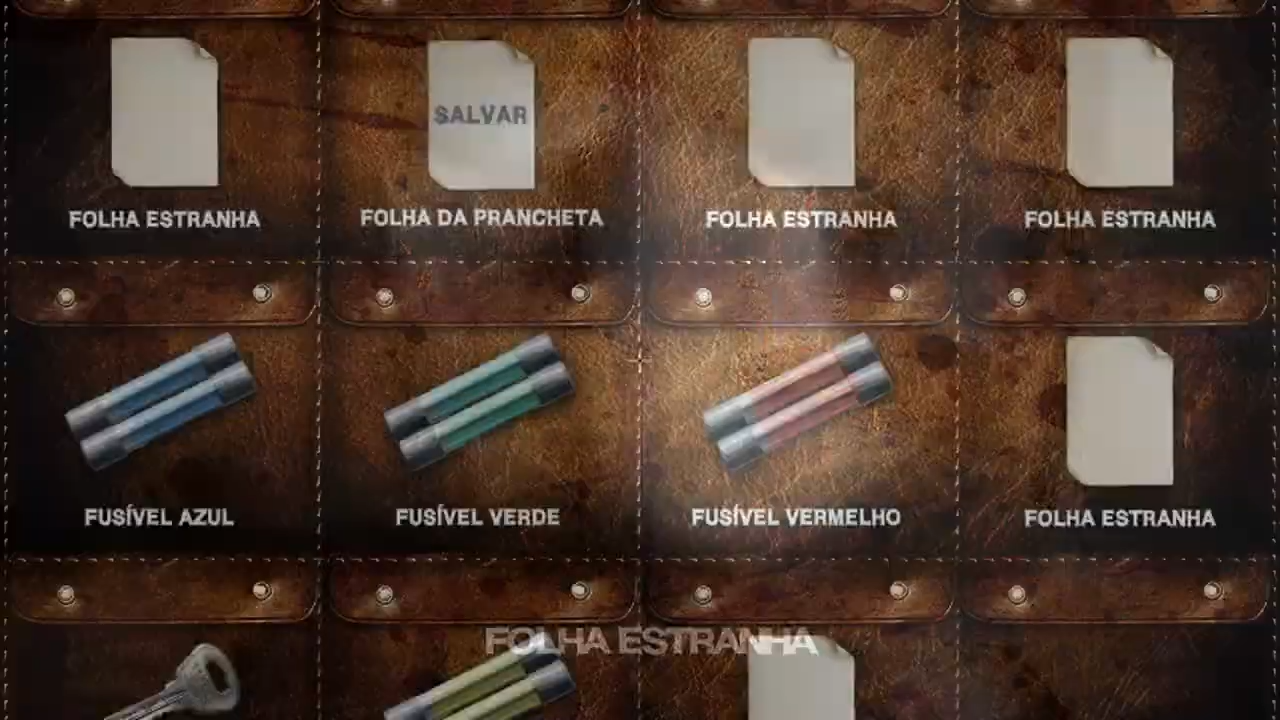 SALVAR
FOLHA ESTRANHA
FOLHA DA PRANCHETA
FOLHA ESTRANHA
FOLHA ESTRANHA
FUSÍVEL AZUL
FUSÍVEL VERDE
FUSÍVEL VERMELHO
FOLHA ESTRANHA
FOLHA ESTRANHA